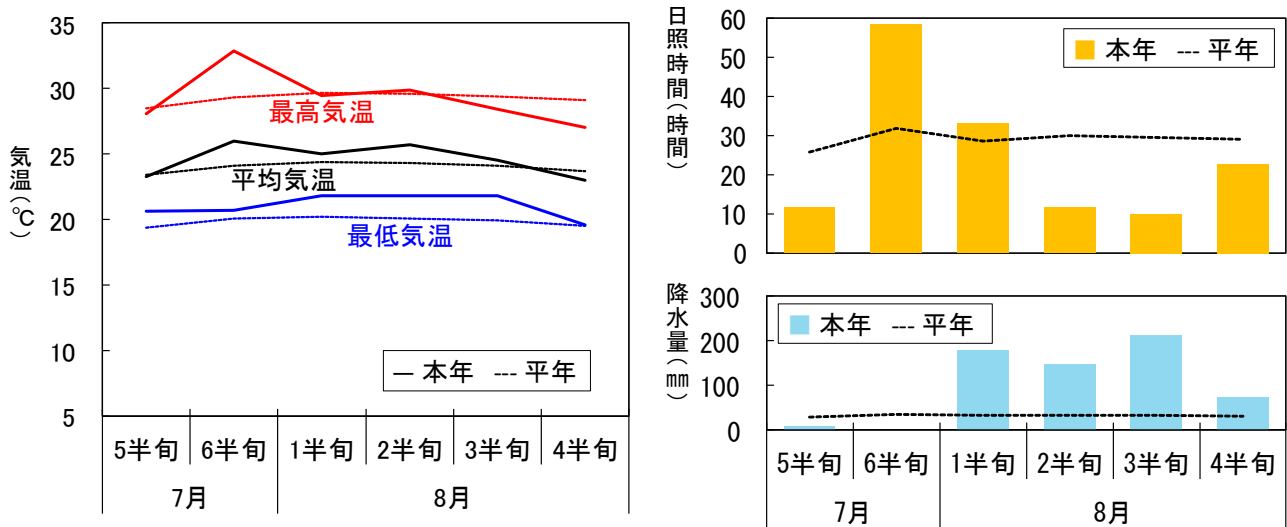 気温(℃)
35
30
25
20
15
10
5
最高気温
平均気温
最低気温
― 本年 --- 平年
5半旬 6半旬 1半旬 2半旬 3半旬 4半旬
7月 8月
日照時間(時間)
60
50
40
30
20
10
0
本年 --- 平年
降水量(㎜)
300
200
100
0
本年 --- 平年
5半旬 6半旬 1半旬 2半旬 3半旬 4半旬
7月 8月